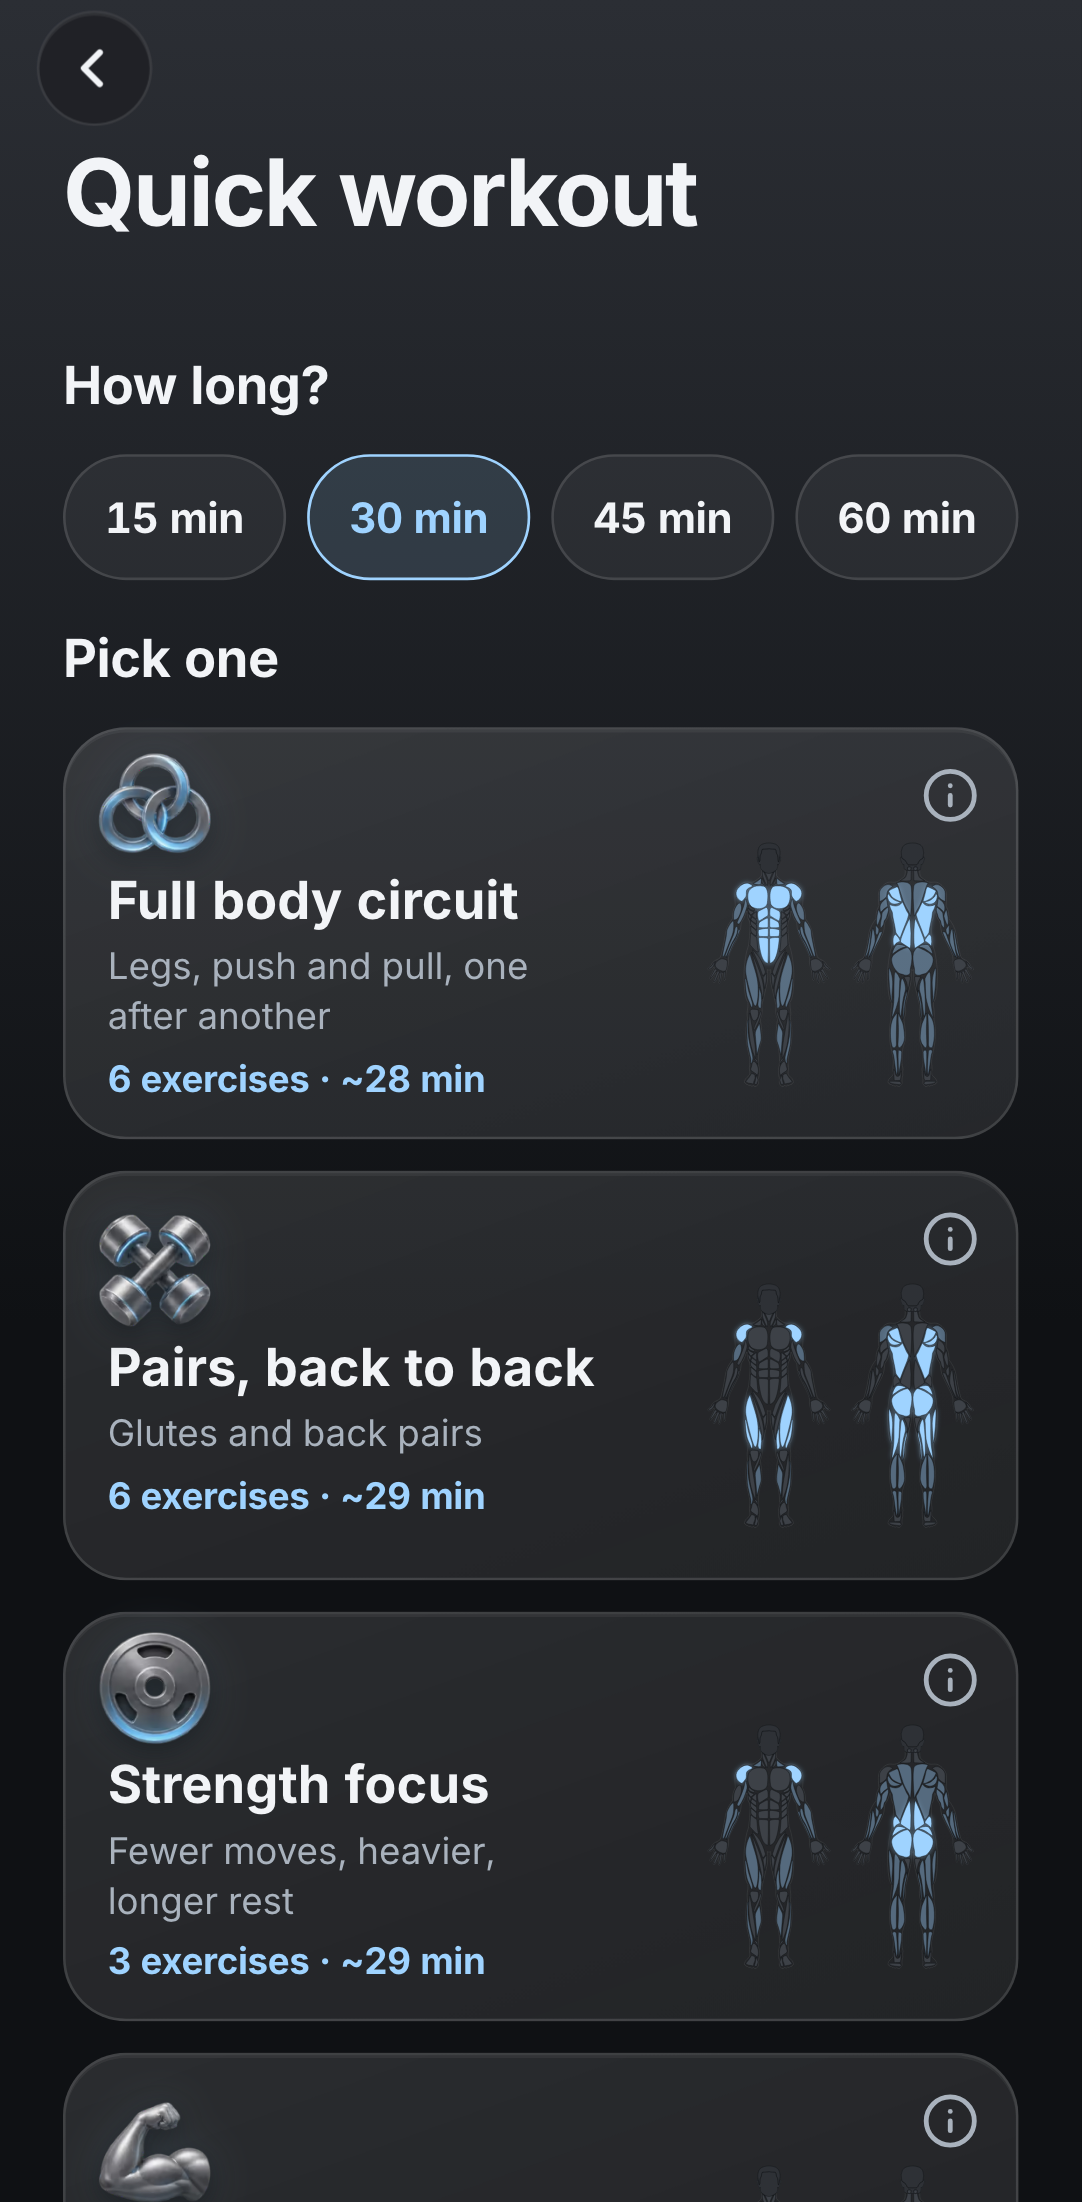 Quick workout
How long?
15 min
30 min
45 min
60 min
Pick one
Full body circuit
Legs, push and pull, one
after another
6 exercises · ~28 min
Pairs, back to back
Glutes and back pairs
6 exercises · ~29 min
Strength focus
Fewer moves, heavier,
longer rest
3 exercises · ~29 min